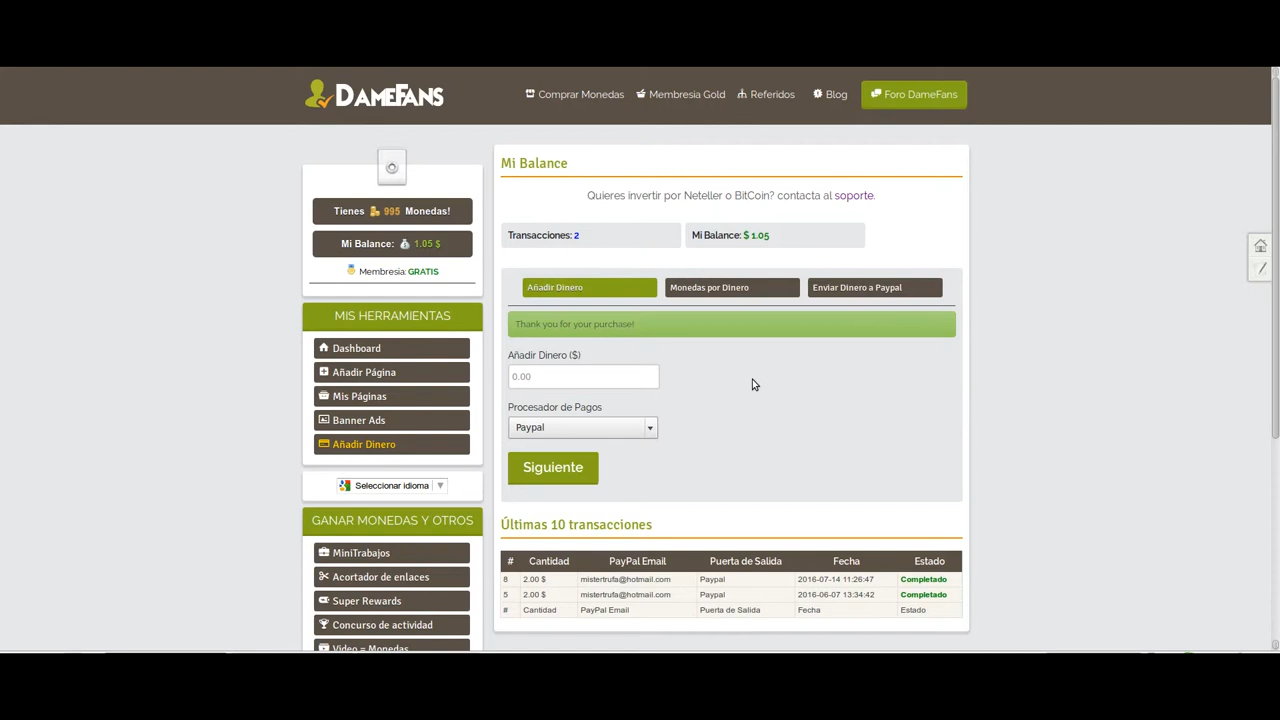 DAMEFANS
Comprar Monedas Membresia Gold Referidos Blog Foro DameFans
Tienes 995 Monedas!
Mi Balance: 1.05 $
Membresia: GRATIS
MIS HERRAMIENTAS
Dashboard
Añadir Página
Mis Páginas
Banner Ads
Añadir Dinero
Seleccionar idioma ▼
GANAR MONEDAS Y OTROS
MiniTrabajos
Acortador de enlaces
Super Rewards
Concurso de actividad
Video = Monedas
Mi Balance
Quieres invertir por Neteller o BitCoin? contacta al soporte.
Transacciones: 2 Mi Balance: $ 1.05
Añadir Dinero Monedas por Dinero Enviar Dinero a Paypal
Thank you for your purchase!
Añadir Dinero ($)
0.00
Procesador de Pagos
Paypal
Siguiente
Últimas 10 transacciones
# Cantidad PayPal Email Puerta de Salida Fecha Estado
8 2.00 $ mistertrufa@hotmail.com Paypal 2016-07-14 11:26:47 Completado
5 2.00 $ mistertrufa@hotmail.com Paypal 2016-06-07 13:34:42 Completado
# Cantidad PayPal Email Puerta de Salida Fecha Estado